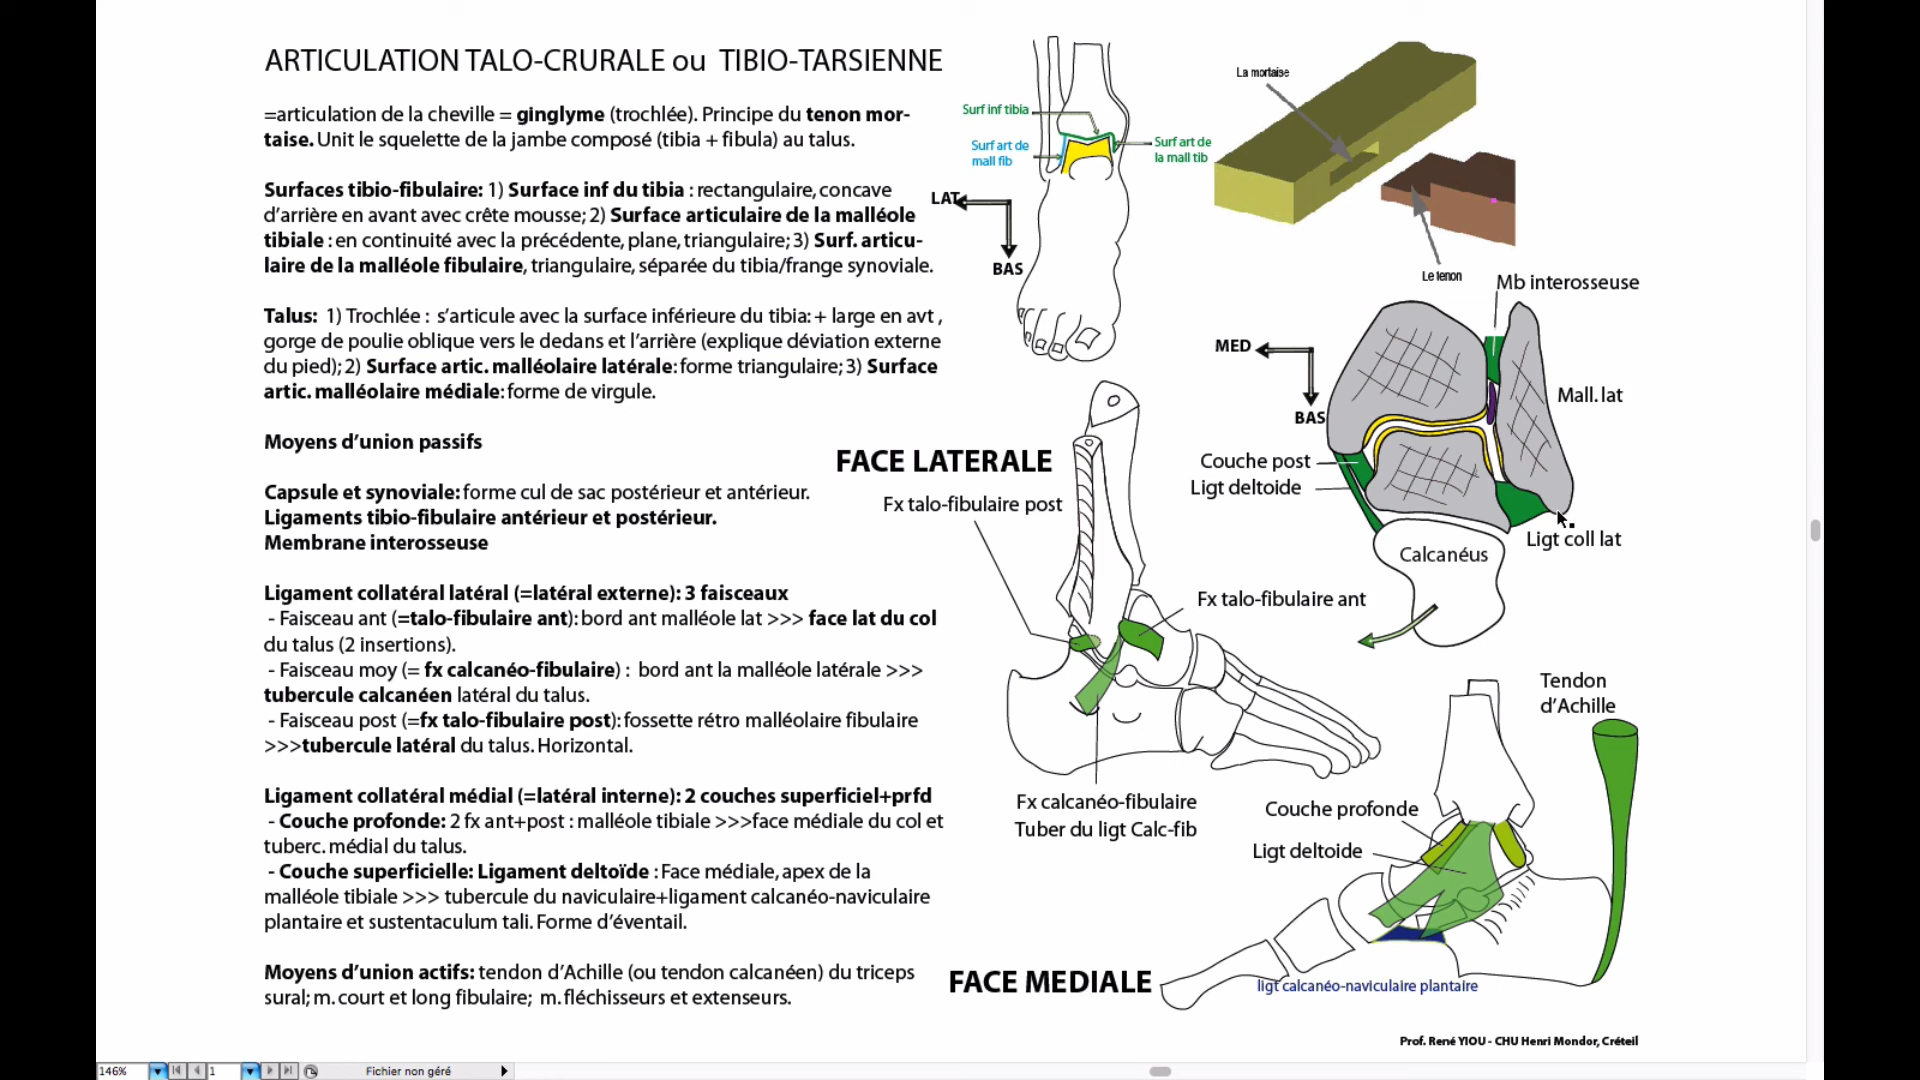 ARTICULATION TALO-CRURALE ou TIBIO-TARSIENNE
=articulation de la cheville = ginglyme (trochlée). Principe du tenon mor-
taise. Unit le squelette de la jambe composé (tibia + fibula) au talus.
Surfaces tibio-fibulaire: 1) Surface inf du tibia : rectangulaire, concave
d'arrière en avant avec crête mousse; 2) Surface articulaire de la malléole
tibiale : en continuité avec la précédente, plane, triangulaire; 3) Surf. articu-
laire de la malléole fibulaire, triangulaire, séparée du tibia/frange synoviale.
Talus: 1) Trochlée : s'articule avec la surface inférieure du tibia: + large en avt ,
gorge de poulie oblique vers le dedans et l'arrière (explique déviation externe
du pied); 2) Surface artic. malléolaire latérale: forme triangulaire; 3) Surface
artic. malléolaire médiale: forme de virgule.
Moyens d'union passifs
Capsule et synoviale: forme cul de sac postérieur et antérieur.
Ligaments tibio-fibulaire antérieur et postérieur.
Membrane interosseuse
Ligament collatéral latéral (=latéral externe): 3 faisceaux
- Faisceau ant (=talo-fibulaire ant): bord ant malléole lat >>> face lat du col
du talus (2 insertions).
- Faisceau moy (= fx calcanéo-fibulaire) : bord ant la malléole latérale >>>
tubercule calcanéen latéral du talus.
- Faisceau post (=fx talo-fibulaire post): fossette rétro malléolaire fibulaire
>>>tubercule latéral du talus. Horizontal.
Ligament collatéral médial (=latéral interne): 2 couches superficiel+prfd
- Couche profonde: 2 fx ant+post : malléole tibiale >>>face médiale du col et
tuberc. médial du talus.
- Couche superficielle: Ligament deltoïde : Face médiale, apex de la
malléole tibiale >>> tubercule du naviculaire+ligament calcanéo-naviculaire
plantaire et sustentaculum tali. Forme d'éventail.
Moyens d'union actifs: tendon d'Achille (ou tendon calcanéen) du triceps
sural; m. court et long fibulaire; m. fléchisseurs et extenseurs.
Surf inf tibia
Surf art de
mall fib
Surf art de
la mall tib
LAT
BAS
La mortaise
Le tenon
Mb interosseuse
MED
BAS
Mall. lat
Couche post
Ligt deltoide
Ligt coll lat
Calcanéus
FACE LATERALE
Fx talo-fibulaire post
Fx talo-fibulaire ant
Fx calcanéo-fibulaire
Tuber du ligt Calc-fib
Tendon
d'Achille
Couche profonde
Ligt deltoide
FACE MEDIALE
ligt calcanéo-naviculaire plantaire
Prof. René YIOU - CHU Henri Mondor, Créteil
146%
1
Fichier non géré